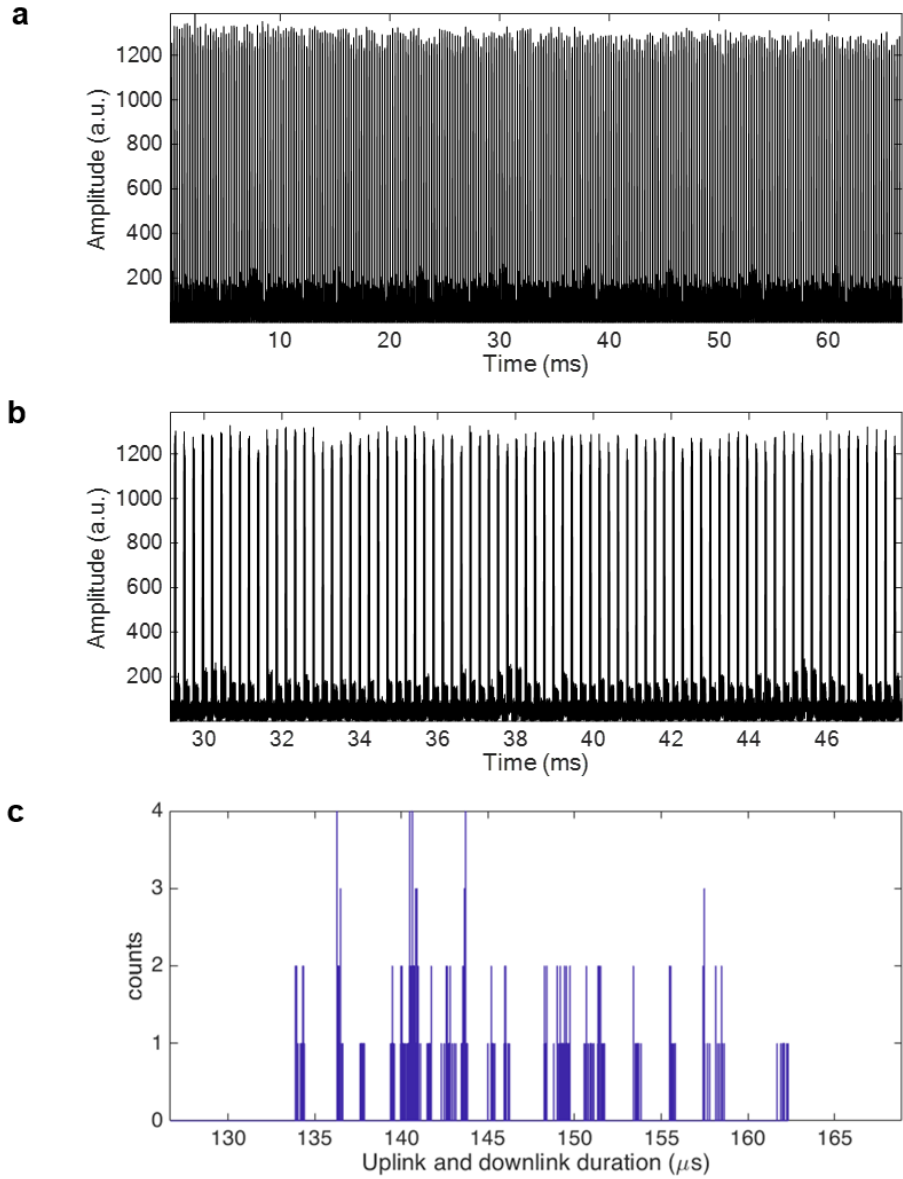 a
1200
1000
800
600
400
200
Amplitude (a.u.)
10 20 30 40 50 60
Time (ms)
b
1200
1000
800
600
400
200
Amplitude (a.u.)
30 32 34 36 38 40 42 44 46
Time (ms)
c
4
3
2
1
0
counts
130 135 140 145 150 155 160 165
Uplink and downlink duration (μs)